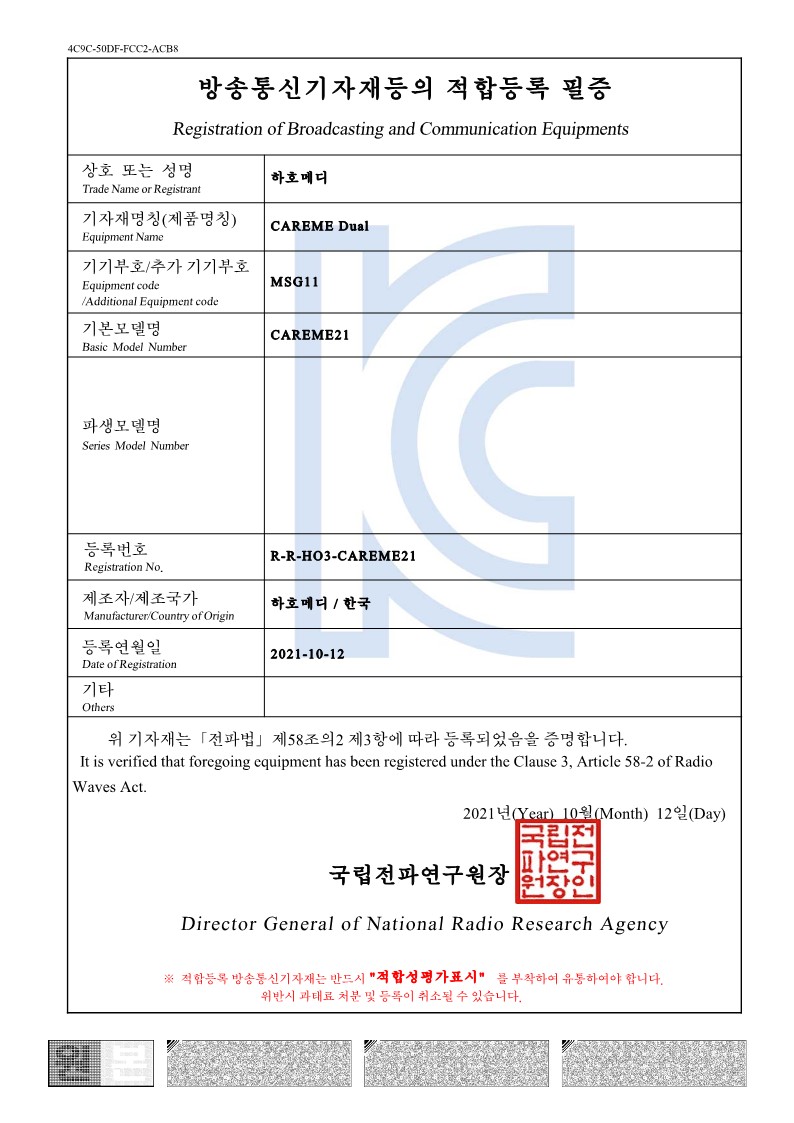 4C9C-50DF-FCC2-ACB8
방송통신기자재등의 적합등록 필증
Registration of Broadcasting and Communication Equipments
상호 또는 성명
Trade Name or Registrant
하호메디
기자재명칭(제품명칭)
Equipment Name
CAREME Dual
기기부호/추가 기기부호
Equipment code
/Additional Equipment code
MSG11
기본모델명
Basic Model Number
CAREME21
파생모델명
Series Model Number
등록번호
Registration No.
R-R-HO3-CAREME21
제조자/제조국가
Manufacturer/Country of Origin
하호메디 / 한국
등록연월일
Date of Registration
2021-10-12
기타
Others
위 기자재는「전파법」제58조의2 제3항에 따라 등록되었음을 증명합니다.
It is verified that foregoing equipment has been registered under the Clause 3, Article 58-2 of Radio
Waves Act.
2021년(Year) 10월(Month) 12일(Day)
국립전파연구원장
국립전
파연구
원장인
Director General of National Radio Research Agency
※ 적합등록 방송통신기자재는 반드시 "적합성평가표시" 를 부착하여 유통하여야 합니다.
위반시 과태료 처분 및 등록이 취소될 수 있습니다.
원본